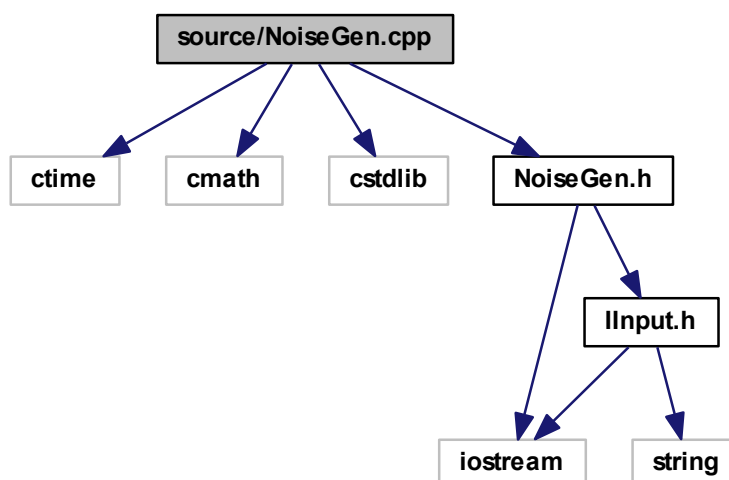 source/NoiseGen.cpp
ctime
cmath
cstdlib
NoiseGen.h
IInput.h
iostream
string